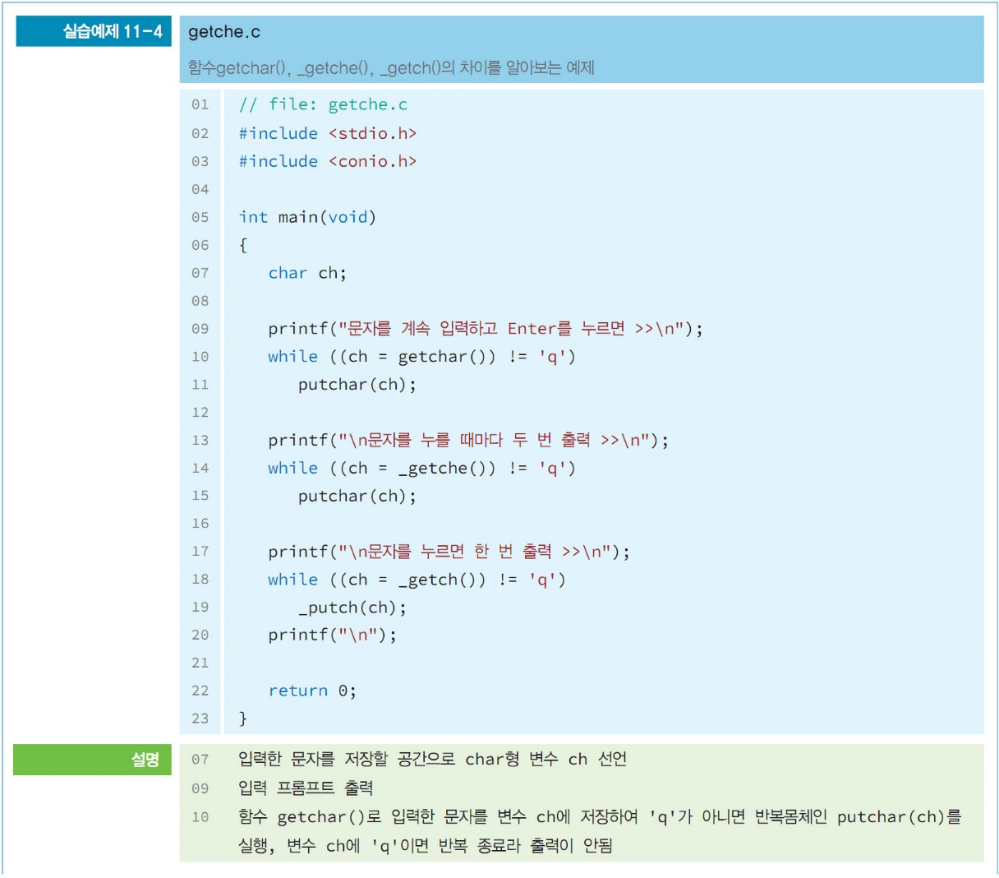 실습예제 11-4
getche.c
함수getchar(), _getche(), _getch()의 차이를 알아보는 예제
01 // file: getche.c
02 #include <stdio.h>
03 #include <conio.h>
04
05 int main(void)
06 {
07    char ch;
08
09    printf("문자를 계속 입력하고 Enter를 누르면 >>\n");
10    while ((ch = getchar()) != 'q')
11       putchar(ch);
12
13    printf("\n문자를 누를 때마다 두 번 출력 >>\n");
14    while ((ch = _getche()) != 'q')
15       putchar(ch);
16
17    printf("\n문자를 누르면 한 번 출력 >>\n");
18    while ((ch = _getch()) != 'q')
19       _putch(ch);
20    printf("\n");
21
22    return 0;
23 }
설명
07 입력한 문자를 저장할 공간으로 char형 변수 ch 선언
09 입력 프롬프트 출력
10 함수 getchar()로 입력한 문자를 변수 ch에 저장하여 'q'가 아니면 반복몸체인 putchar(ch)를
실행, 변수 ch에 'q'이면 반복 종료라 출력이 안됨